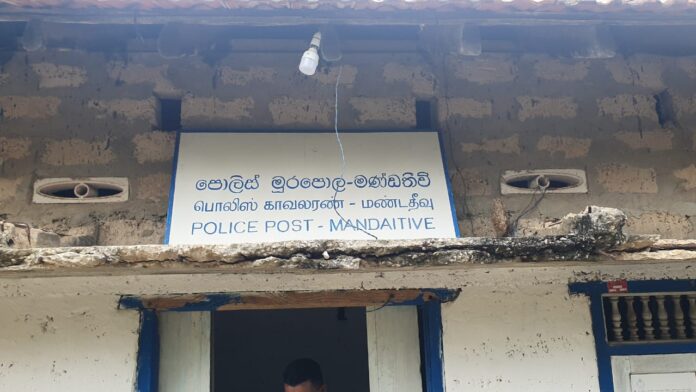 පොලිස් මුරපොල-මණ්ඩතිව්
பொலிஸ் காவலரண் - மண்டதீவு
POLICE POST - MANDAITIVE